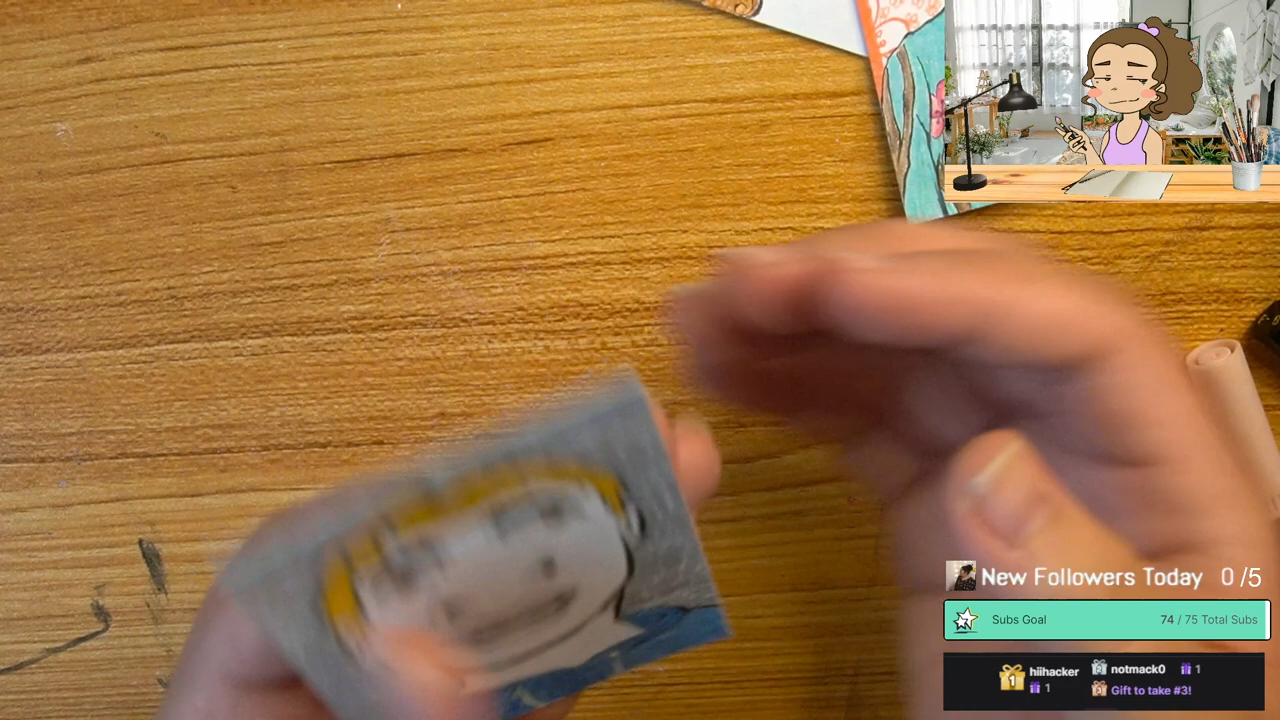 New Followers Today 0 /5
Subs Goal 74 / 75 Total Subs
1 hiihacker 1
notmack0 1
Gift to take #3!